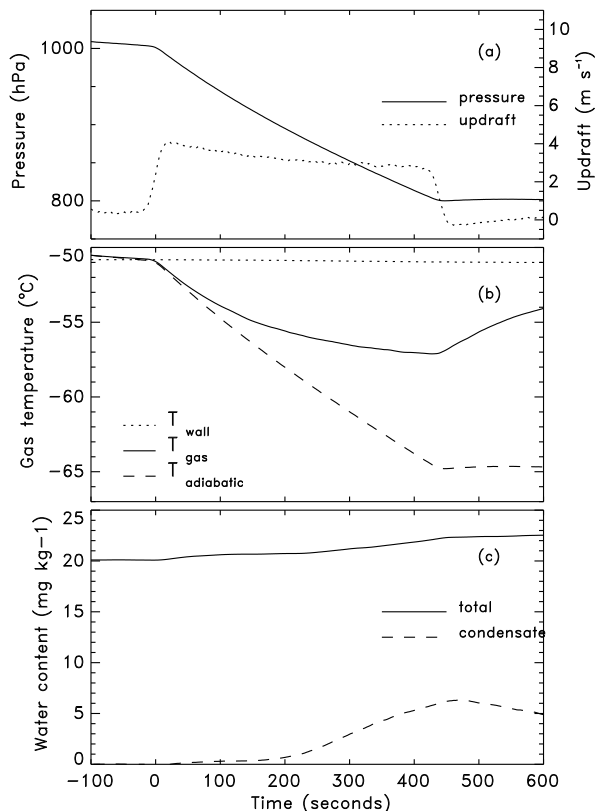 1000
800
Pressure (hPa)
(a)
pressure
updraft
10
8
6
4
2
0
Updraft (m s⁻¹)
−50
−55
−60
−65
Gas temperature (°C)
(b)
T wall
T gas
T adiabatic
25
20
15
10
5
0
Water content (mg kg−1)
(c)
total
condensate
−100 0 100 200 300 400 500 600
Time (seconds)